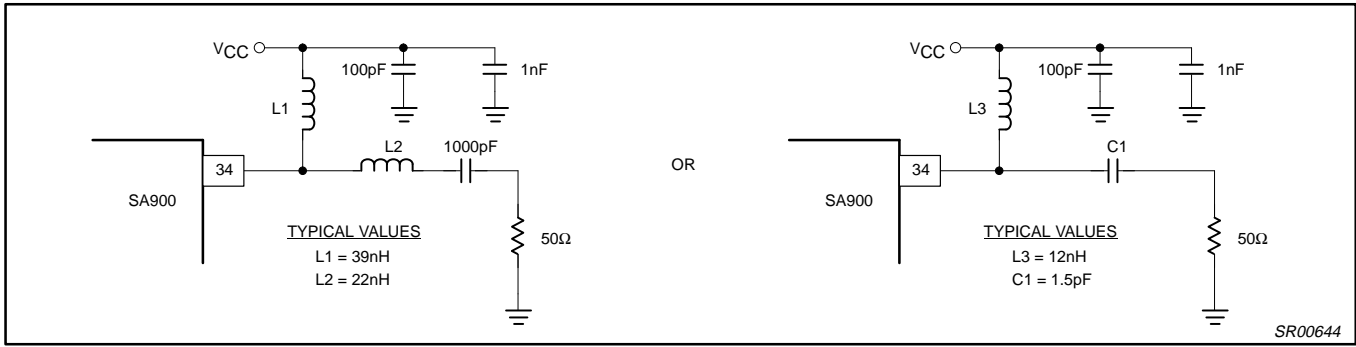 VCC
100pF
1nF
L1
L2
1000pF
34
SA900
50Ω
TYPICAL VALUES
L1 = 39nH
L2 = 22nH
OR
VCC
100pF
1nF
L3
C1
34
SA900
50Ω
TYPICAL VALUES
L3 = 12nH
C1 = 1.5pF
SR00644